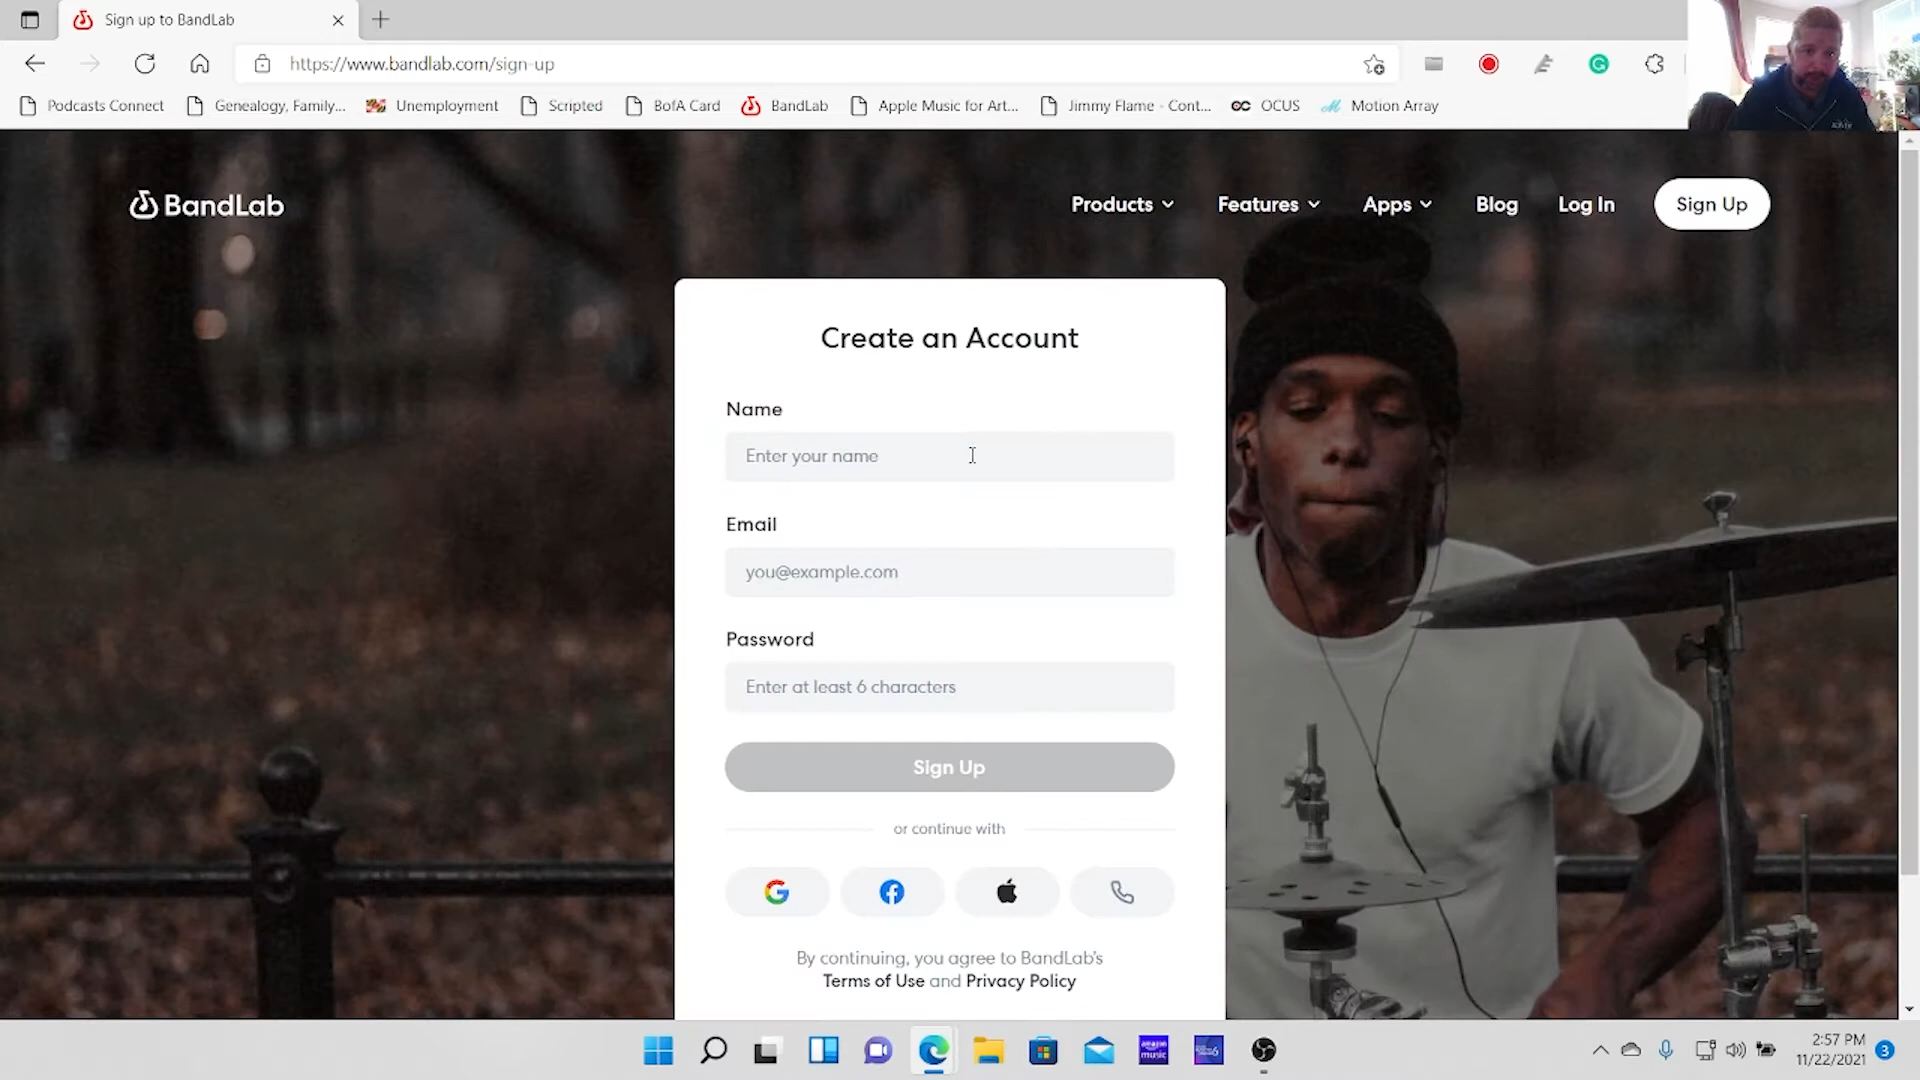 Sign up to BandLab
https://www.bandlab.com/sign-up
Podcasts Connect Genealogy, Family... Unemployment Scripted BofA Card BandLab Apple Music for Art... Jimmy Flame - Cont... OCUS Motion Array
BandLab Products Features Apps Blog Log In Sign Up
Create an Account
Name
Enter your name
Email
you@example.com
Password
Enter at least 6 characters
Sign Up
or continue with
By continuing, you agree to BandLab's
Terms of Use and Privacy Policy
amazon music
2:57 PM
11/22/2021 3